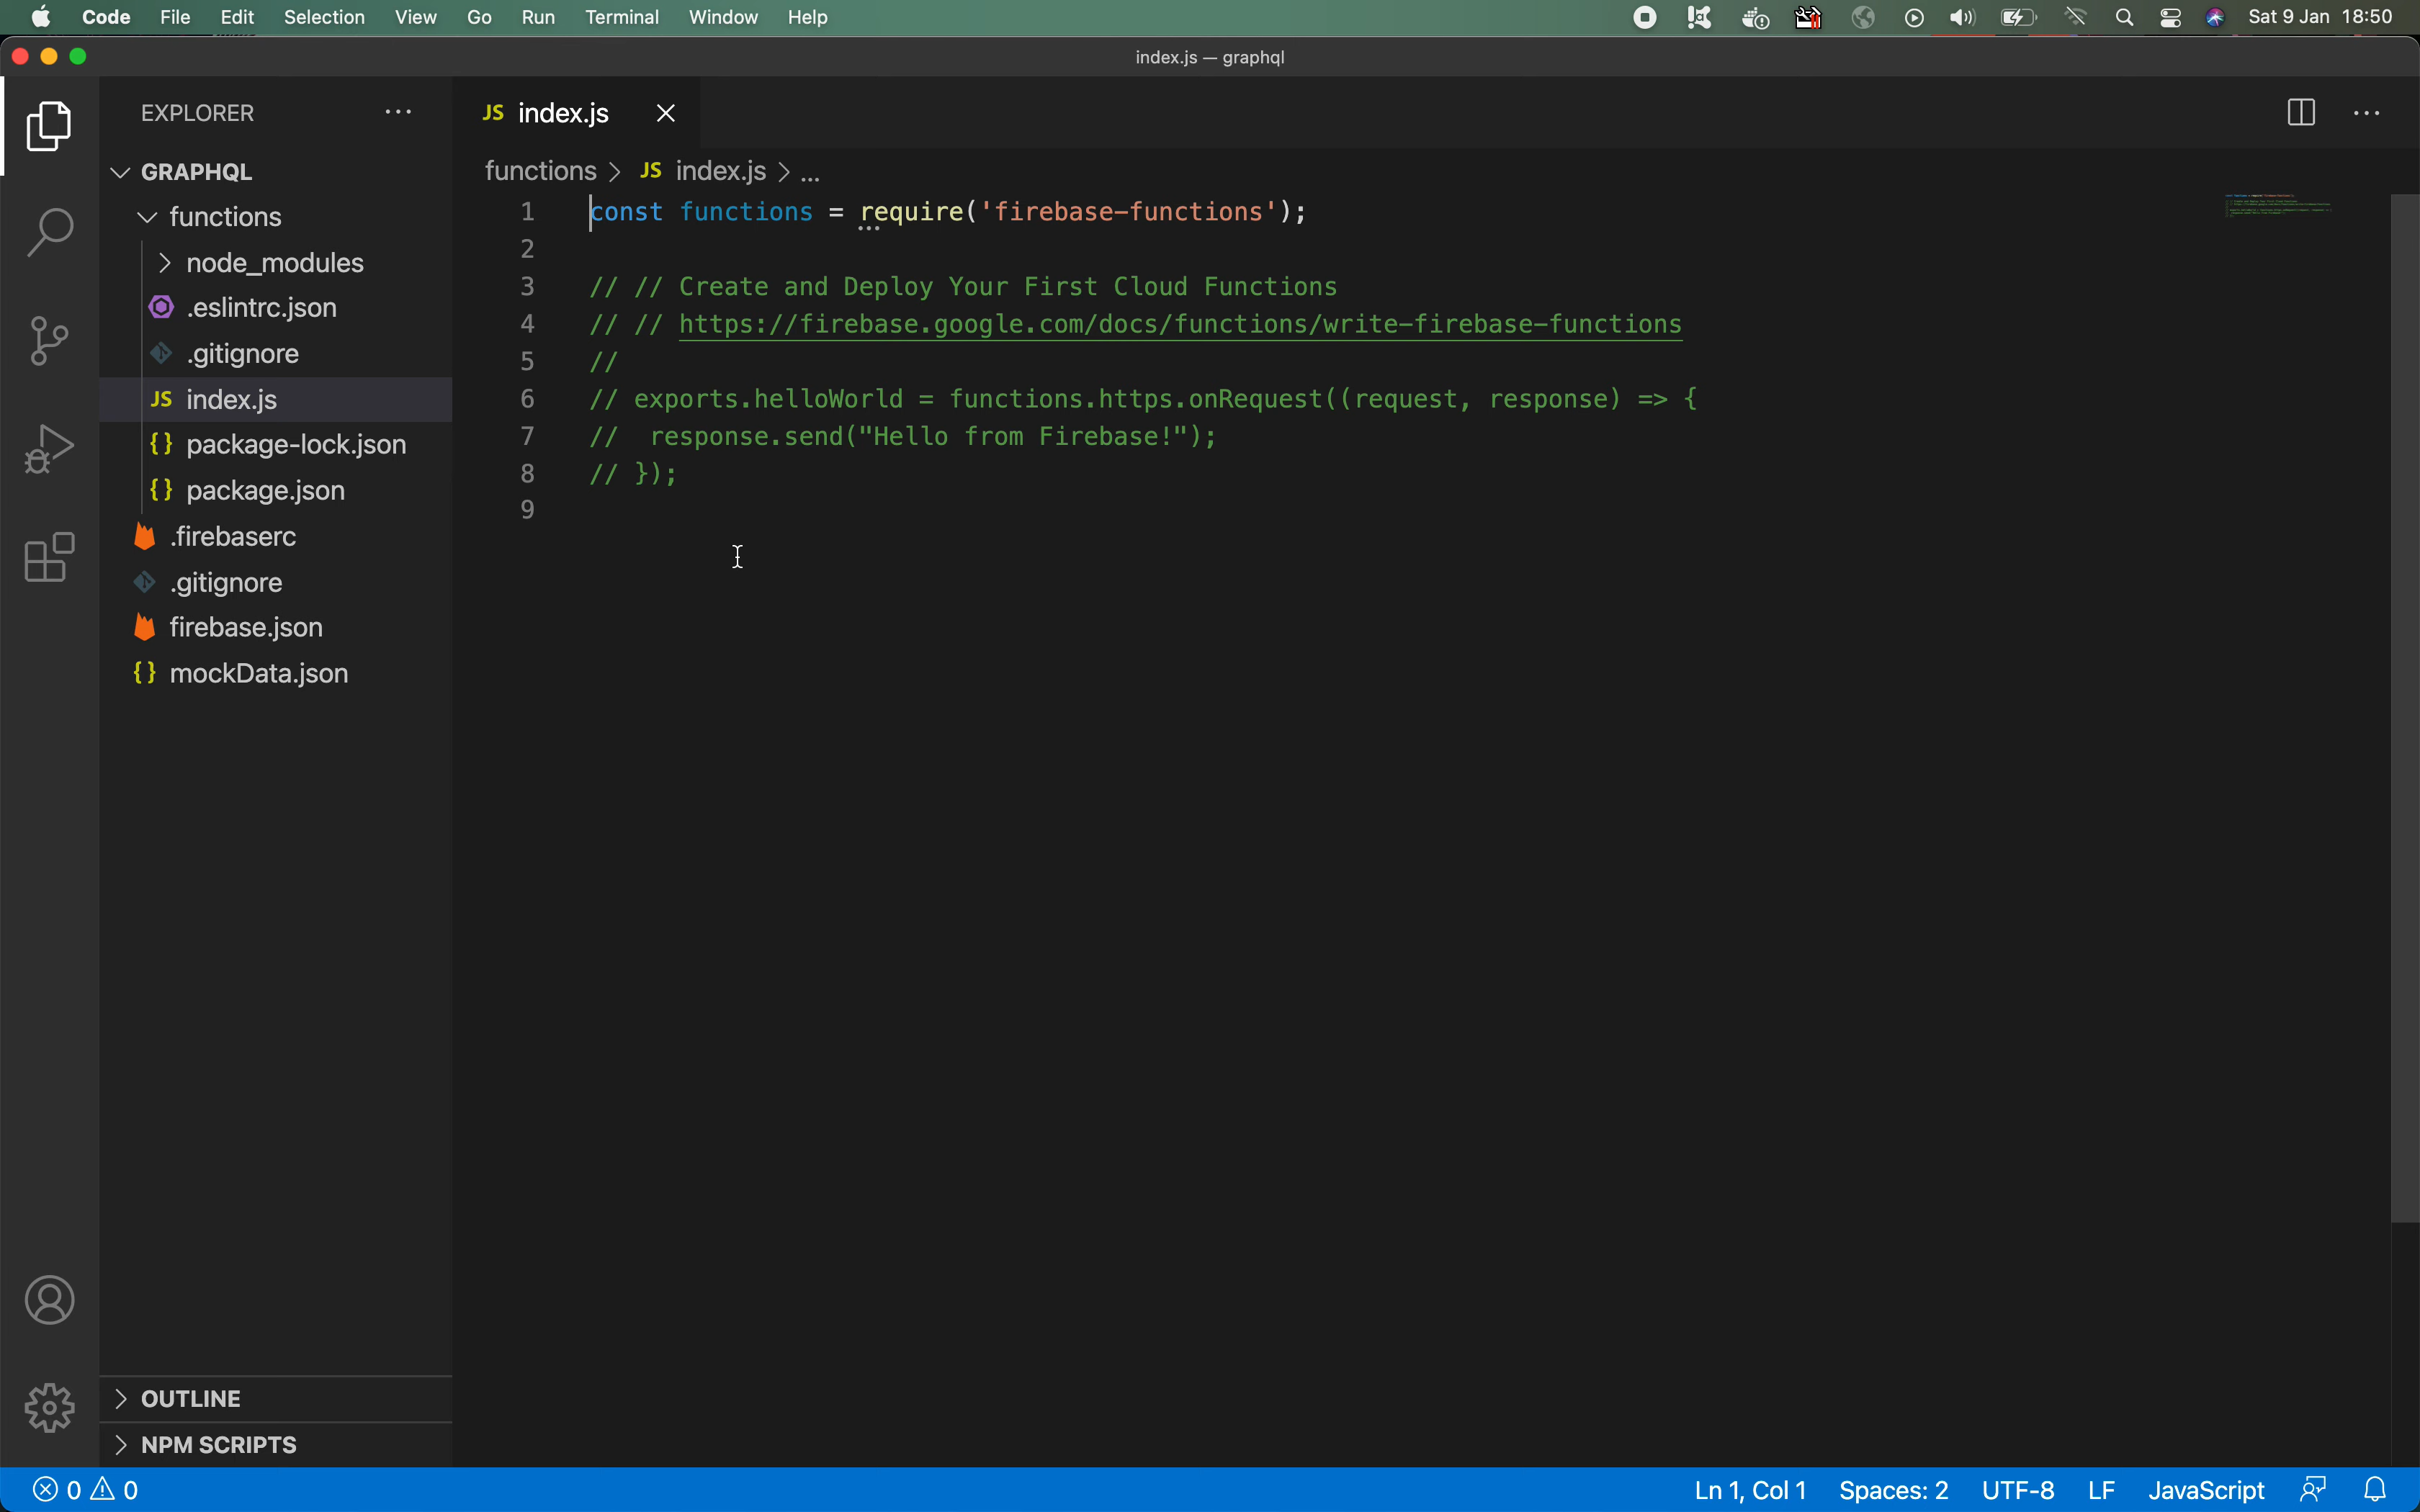 Code File Edit Selection View Go Run Terminal Window Help Sat 9 Jan 18:50
index.js — graphql
EXPLORER
GRAPHQL
functions
node_modules
.eslintrc.json
.gitignore
JS index.js
{} package-lock.json
{} package.json
.firebaserc
.gitignore
firebase.json
{} mockData.json
OUTLINE
NPM SCRIPTS
JS index.js
functions > JS index.js > ...
1 const functions = require('firebase-functions');
2
3 // // Create and Deploy Your First Cloud Functions
4 // // https://firebase.google.com/docs/functions/write-firebase-functions
5 //
6 // exports.helloWorld = functions.https.onRequest((request, response) => {
7 //  response.send("Hello from Firebase!");
8 // });
9
0 0 Ln 1, Col 1 Spaces: 2 UTF-8 LF JavaScript